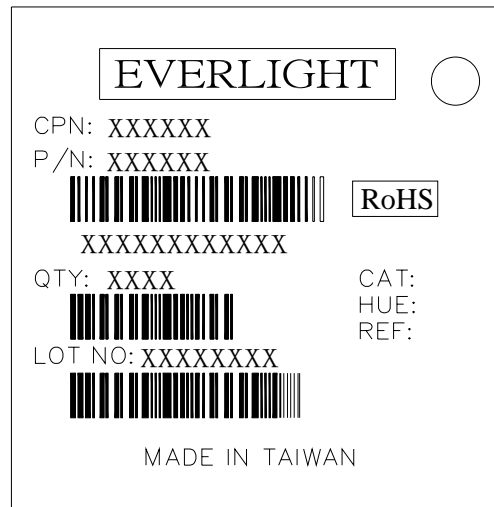 EVERLIGHT
CPN: XXXXXX
P/N: XXXXXX
RoHS
XXXXXXXXXXXX
QTY: XXXX
CAT:
HUE:
REF:
LOT NO: XXXXXXXX
MADE IN TAIWAN